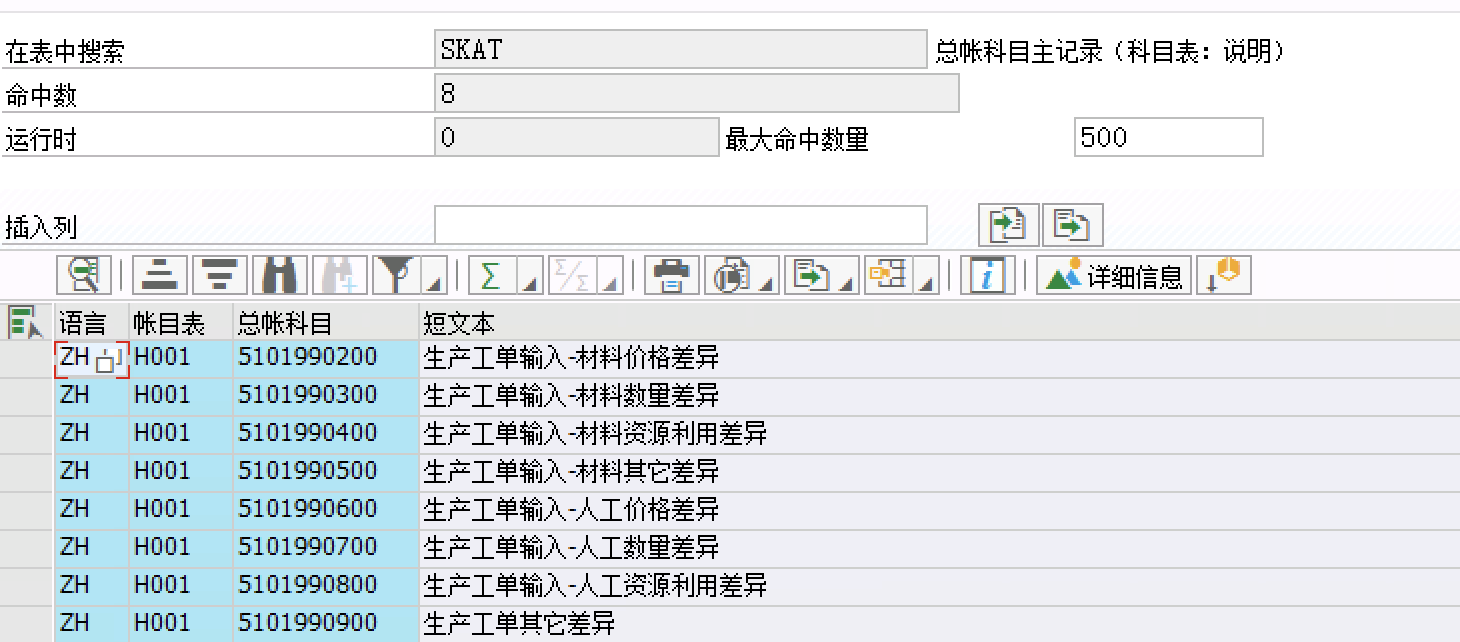 在表中搜索 SKAT 总帐科目主记录（科目表：说明）
命中数 8
运行时 0 最大命中数量 500
插入列
详细信息
语言 帐目表 总帐科目 短文本
ZH H001 5101990200 生产工单输入-材料价格差异
ZH H001 5101990300 生产工单输入-材料数量差异
ZH H001 5101990400 生产工单输入-材料资源利用差异
ZH H001 5101990500 生产工单输入-材料其它差异
ZH H001 5101990600 生产工单输入-人工价格差异
ZH H001 5101990700 生产工单输入-人工数量差异
ZH H001 5101990800 生产工单输入-人工资源利用差异
ZH H001 5101990900 生产工单其它差异